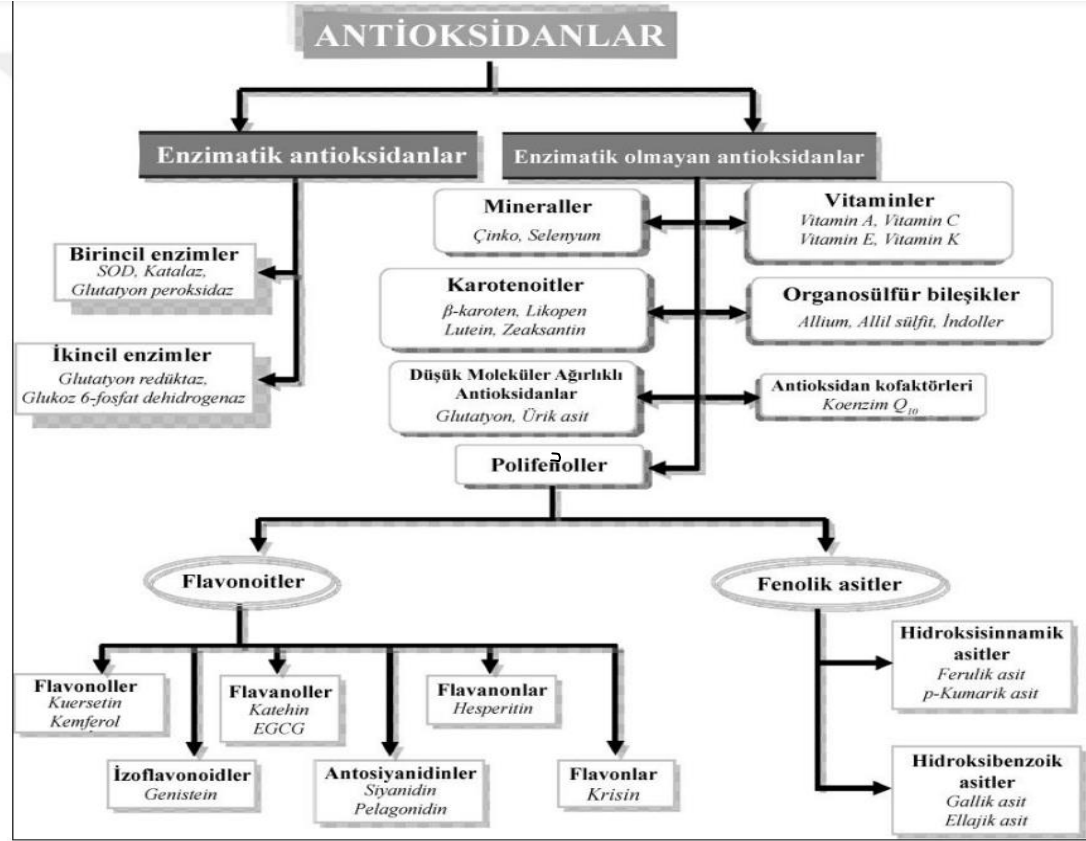 ANTİOKSİDANLAR
Enzimatik antioksidanlar
Enzimatik olmayan antioksidanlar
Birincil enzimler
SOD, Katalaz,
Glutatyon peroksidaz
İkincil enzimler
Glutatyon redüktaz,
Glukoz 6-fosfat dehidrogenaz
Mineraller
Çinko, Selenyum
Vitaminler
Vitamin A, Vitamin C
Vitamin E, Vitamin K
Karotenoitler
β-karoten, Likopen
Lutein, Zeaksantin
Organosülfür bileşikler
Allium, Allil sülfit, İndoller
Düşük Moleküler Ağırlıklı
Antioksidanlar
Glutatyon, Ürik asit
Antioksidan kofaktörleri
Koenzim Q10
Polifenoller
Flavonoitler
Fenolik asitler
Flavonoller
Kuersetin
Kemferol
Flavanoller
Katehin
EGCG
Flavanonlar
Hesperitin
İzoflavonoidler
Genistein
Antosiyanidinler
Siyanidin
Pelagonidin
Flavonlar
Krisin
Hidroksisinnamik
asitler
Ferulik asit
p-Kumarik asit
Hidroksibenzoik
asitler
Gallik asit
Ellajik asit